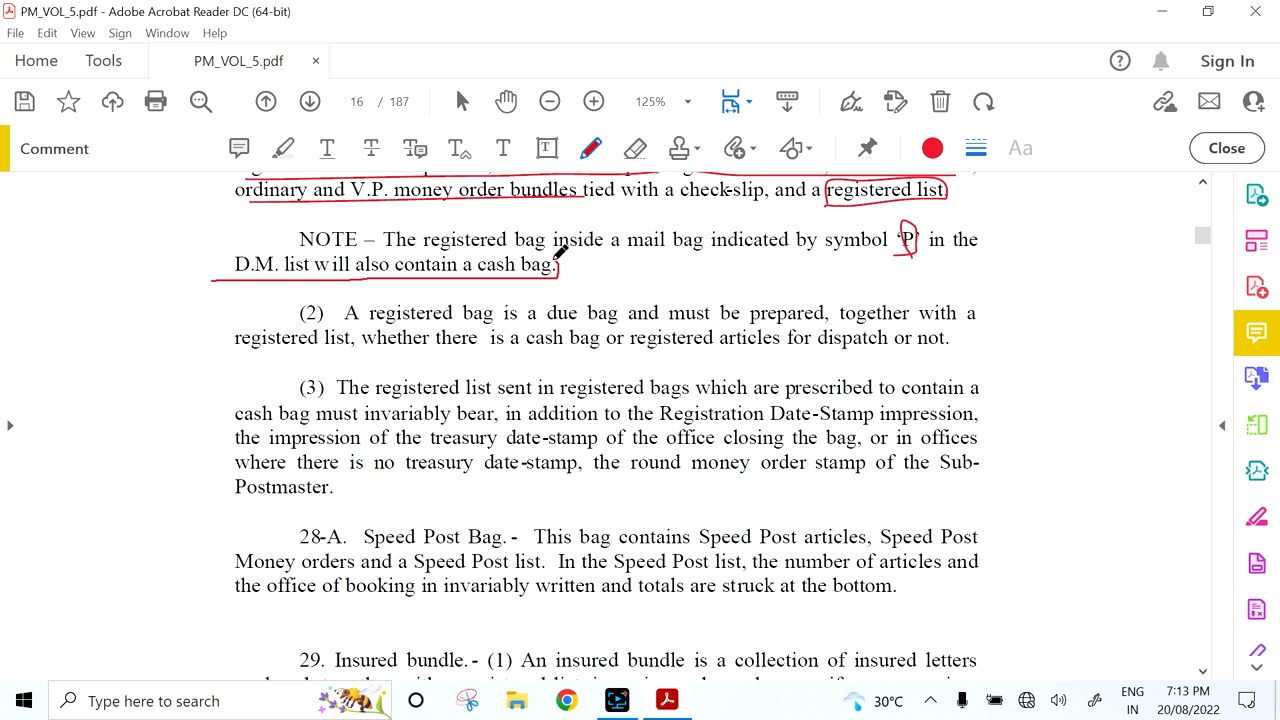 PM_VOL_5.pdf - Adobe Acrobat Reader DC (64-bit)
File Edit View Sign Window Help
Home Tools PM_VOL_5.pdf × Sign In
16 / 187 125%
Comment Aa Close
ordinary and V.P. money order bundles tied with a check-slip, and a registered list
NOTE – The registered bag inside a mail bag indicated by symbol ‘P’ in the
D.M. list will also contain a cash bag.
(2) A registered bag is a due bag and must be prepared, together with a
registered list, whether there is a cash bag or registered articles for dispatch or not.
(3) The registered list sent in registered bags which are prescribed to contain a
cash bag must invariably bear, in addition to the Registration Date-Stamp impression,
the impression of the treasury date-stamp of the office closing the bag, or in offices
where there is no treasury date-stamp, the round money order stamp of the Sub-
Postmaster.
28-A. Speed Post Bag. - This bag contains Speed Post articles, Speed Post
Money orders and a Speed Post list. In the Speed Post list, the number of articles and
the office of booking in invariably written and totals are struck at the bottom.
29. Insured bundle.- (1) An insured bundle is a collection of insured letters
Type here to search 30°C ENG 7:13 PM
IN 20/08/2022